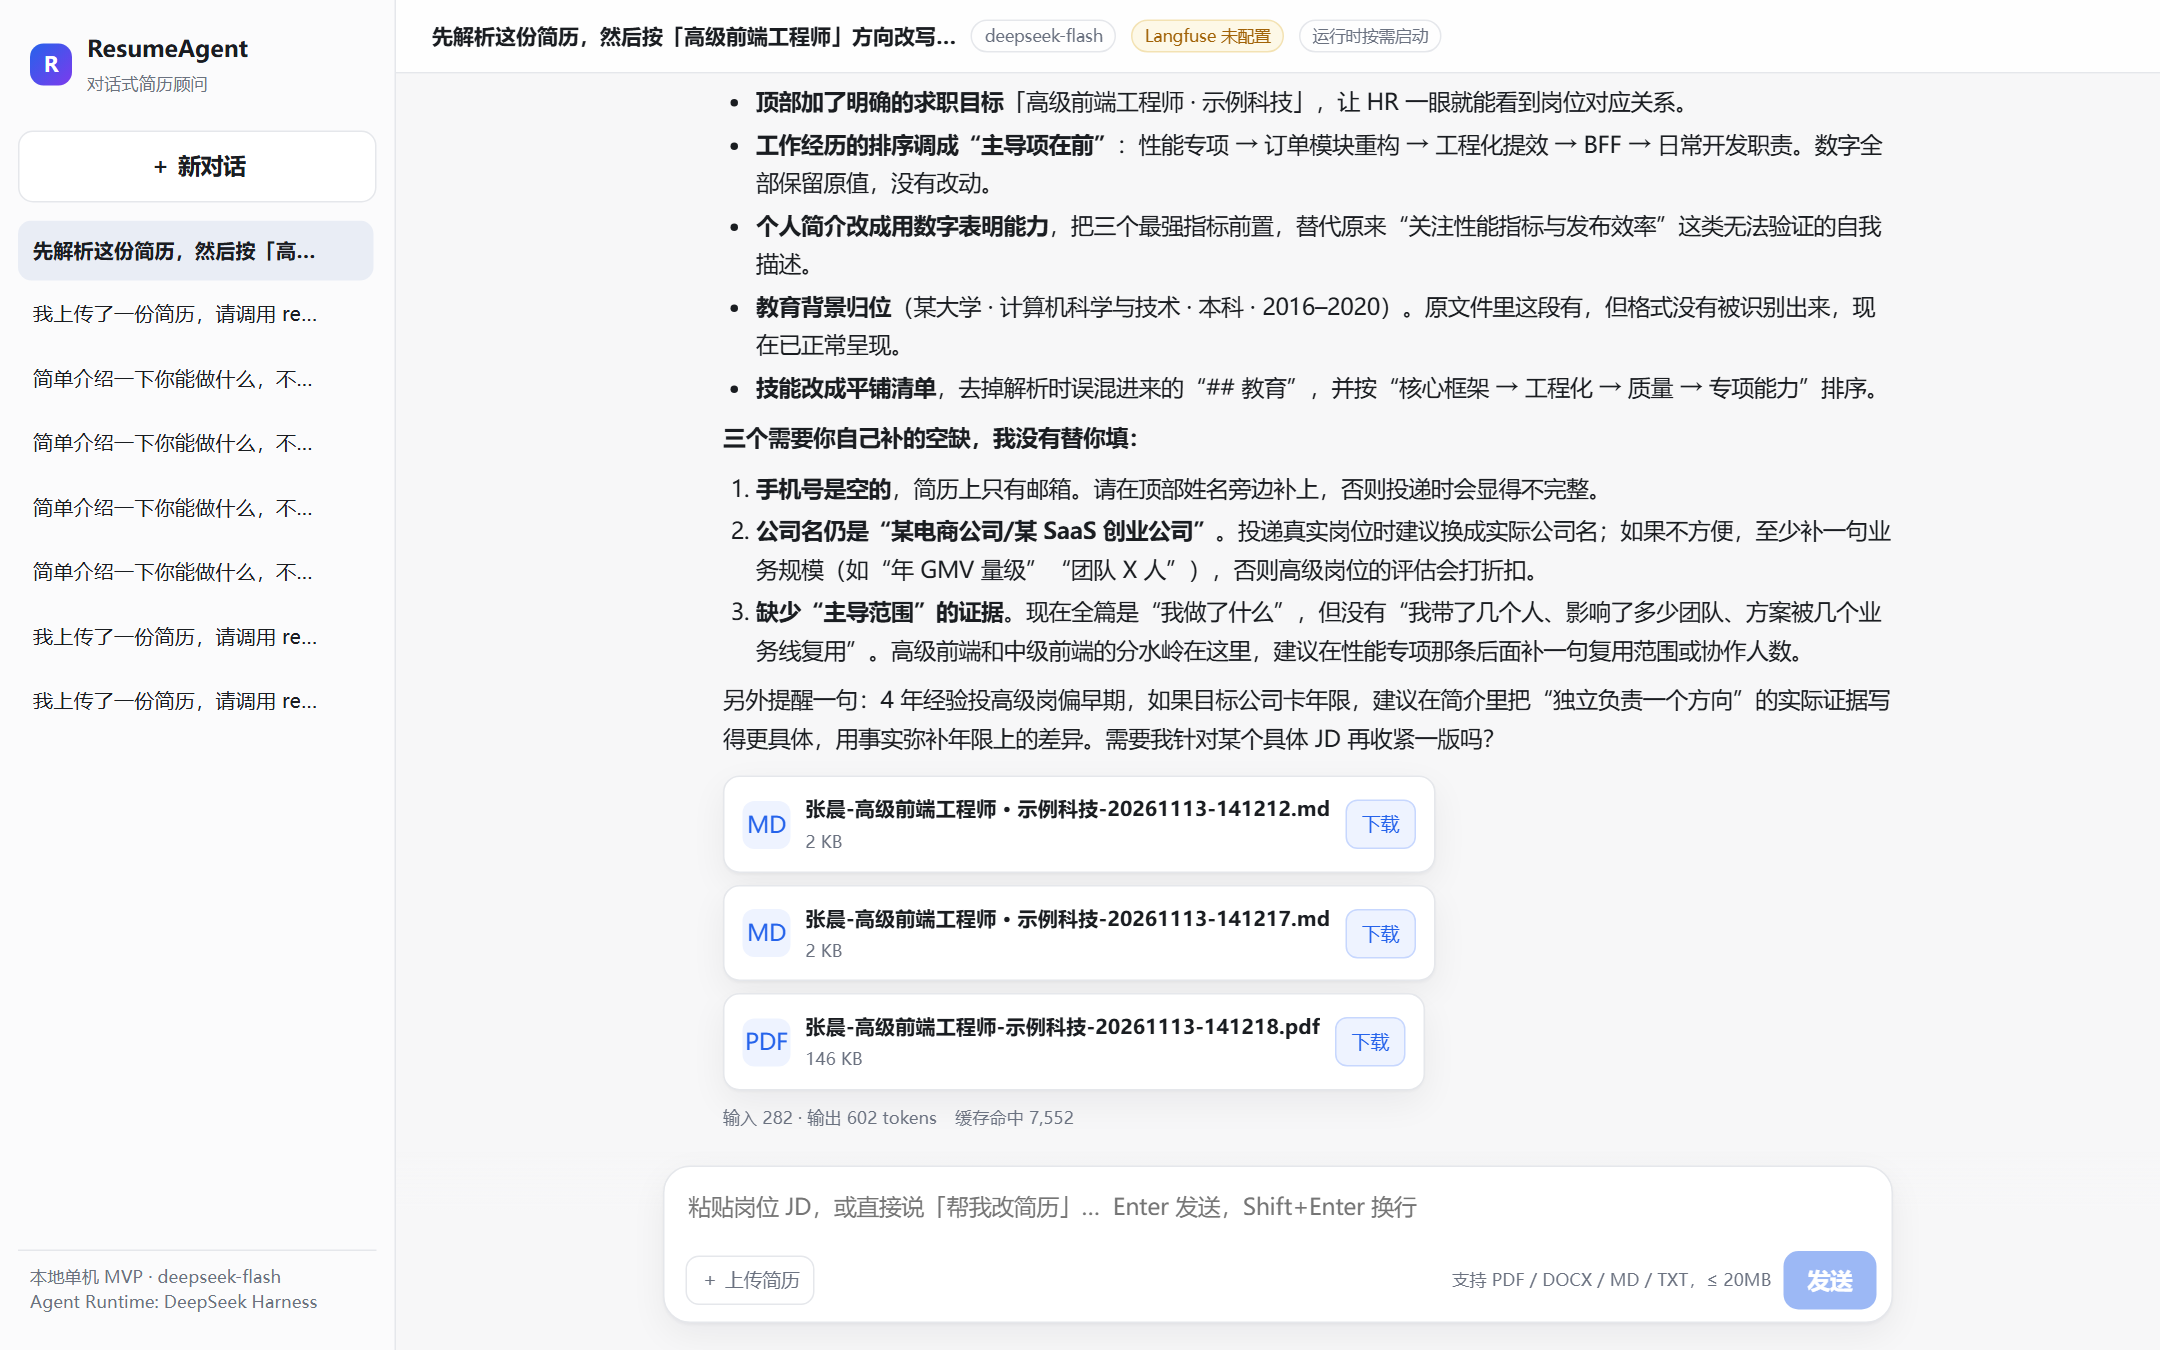 R
ResumeAgent
对话式简历顾问
+ 新对话
先解析这份简历，然后按「高...
我上传了一份简历，请调用 re...
简单介绍一下你能做什么，不...
简单介绍一下你能做什么，不...
简单介绍一下你能做什么，不...
简单介绍一下你能做什么，不...
我上传了一份简历，请调用 re...
我上传了一份简历，请调用 re...
本地单机 MVP · deepseek-flash
Agent Runtime: DeepSeek Harness
先解析这份简历，然后按「高级前端工程师」方向改写... deepseek-flash Langfuse 未配置 运行时按需启动
• 顶部加了明确的求职目标「高级前端工程师 · 示例科技」，让 HR 一眼就能看到岗位对应关系。
• 工作经历的排序调成“主导项在前”：性能专项 → 订单模块重构 → 工程化提效 → BFF → 日常开发职责。数字全
部保留原值，没有改动。
• 个人简介改成用数字表明能力，把三个最强指标前置，替代原来“关注性能指标与发布效率”这类无法验证的自我
描述。
• 教育背景归位（某大学 · 计算机科学与技术 · 本科 · 2016–2020）。原文件里这段有，但格式没有被识别出来，现
在已正常呈现。
• 技能改成平铺清单，去掉解析时误混进来的“## 教育”，并按“核心框架 → 工程化 → 质量 → 专项能力”排序。
三个需要你自己补的空缺，我没有替你填：
1. 手机号是空的，简历上只有邮箱。请在顶部姓名旁边补上，否则投递时会显得不完整。
2. 公司名仍是“某电商公司/某 SaaS 创业公司”。投递真实岗位时建议换成实际公司名；如果不方便，至少补一句业
务规模（如“年 GMV 量级”“团队 X 人”），否则高级岗位的评估会打折扣。
3. 缺少“主导范围”的证据。现在全篇是“我做了什么”，但没有“我带了几个人、影响了多少团队、方案被几个业
务线复用”。高级前端和中级前端的分水岭在这里，建议在性能专项那条后面补一句复用范围或协作人数。
另外提醒一句：4 年经验投高级岗偏早期，如果目标公司卡年限，建议在简介里把“独立负责一个方向”的实际证据写
得更具体，用事实弥补年限上的差异。需要我针对某个具体 JD 再收紧一版吗？
MD 张晨-高级前端工程师 · 示例科技-20261113-141212.md
2 KB
下载
MD 张晨-高级前端工程师 · 示例科技-20261113-141217.md
2 KB
下载
PDF 张晨-高级前端工程师-示例科技-20261113-141218.pdf
146 KB
下载
输入 282 · 输出 602 tokens 缓存命中 7,552
粘贴岗位 JD，或直接说「帮我改简历」... Enter 发送，Shift+Enter 换行
+ 上传简历
支持 PDF / DOCX / MD / TXT，≤ 20MB
发送